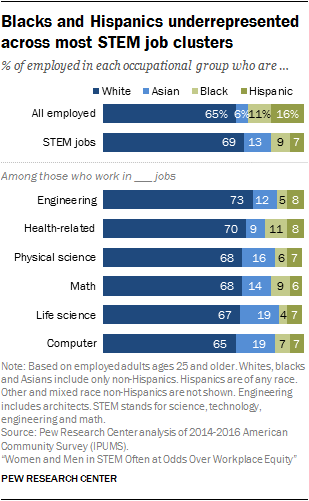 Blacks and Hispanics underrepresented
across most STEM job clusters
% of employed in each occupational group who are ...
White Asian Black Hispanic
All employed 65% 6% 11% 16%
STEM jobs 69 13 9 7
Among those who work in ___ jobs
Engineering 73 12 5 8
Health-related 70 9 11 8
Physical science 68 16 6 7
Math 68 14 9 6
Life science 67 19 4 7
Computer 65 19 7 7
Note: Based on employed adults ages 25 and older. Whites, blacks
and Asians include only non-Hispanics. Hispanics are of any race.
Other and mixed race non-Hispanics are not shown. Engineering
includes architects. STEM stands for science, technology,
engineering and math.
Source: Pew Research Center analysis of 2014-2016 American
Community Survey (IPUMS).
“Women and Men in STEM Often at Odds Over Workplace Equity”
PEW RESEARCH CENTER